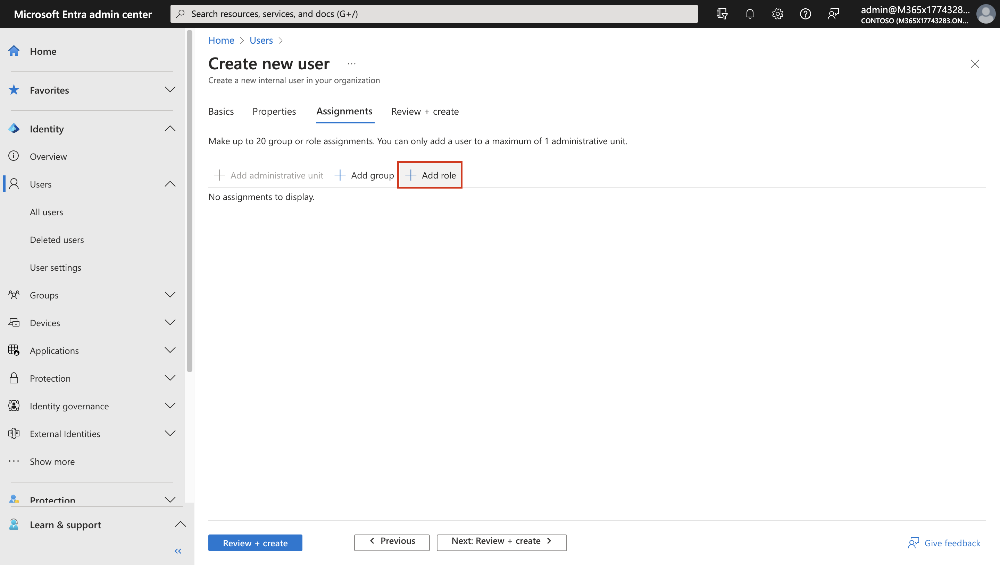 Microsoft Entra admin center
Search resources, services, and docs (G+/)
admin@M365x1774328...
CONTOSO (M365X17743283.ON...
Home
Favorites
Identity
Overview
Users
All users
Deleted users
User settings
Groups
Devices
Applications
Protection
Identity governance
External Identities
... Show more
Protection
Learn & support
Home > Users >
Create new user ...
Create a new internal user in your organization
Basics Properties Assignments Review + create
Make up to 20 group or role assignments. You can only add a user to a maximum of 1 administrative unit.
+ Add administrative unit + Add group + Add role
No assignments to display.
Review + create < Previous Next: Review + create > Give feedback